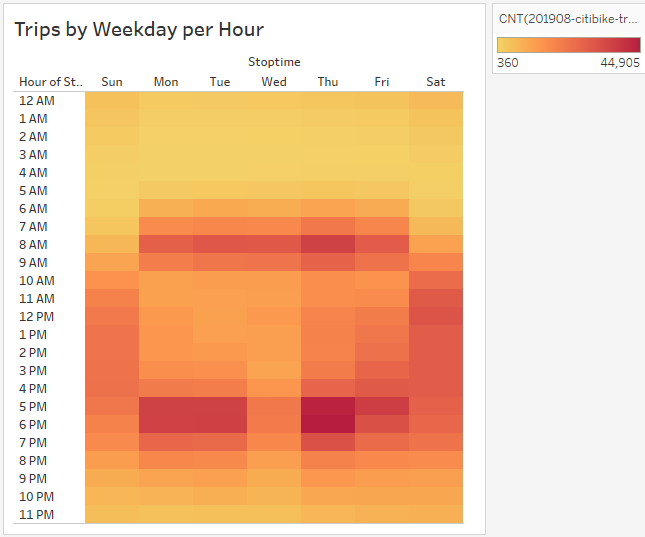 Trips by Weekday per Hour
CNT(201908-citibike-tr...
360 44,905
Stoptime
Hour of St.. Sun Mon Tue Wed Thu Fri Sat
12 AM
1 AM
2 AM
3 AM
4 AM
5 AM
6 AM
7 AM
8 AM
9 AM
10 AM
11 AM
12 PM
1 PM
2 PM
3 PM
4 PM
5 PM
6 PM
7 PM
8 PM
9 PM
10 PM
11 PM